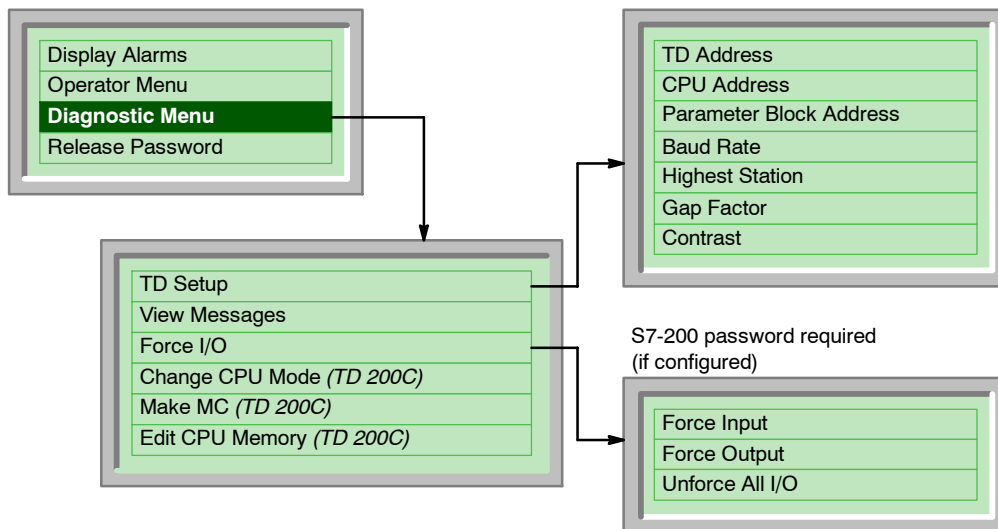 Display Alarms
Operator Menu
Diagnostic Menu
Release Password
TD Address
CPU Address
Parameter Block Address
Baud Rate
Highest Station
Gap Factor
Contrast
TD Setup
View Messages
Force I/O
Change CPU Mode (TD 200C)
Make MC (TD 200C)
Edit CPU Memory (TD 200C)
S7-200 password required
(if configured)
Force Input
Force Output
Unforce All I/O